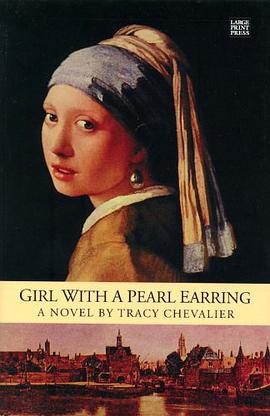 LARGE
PRINT
PRESS
GIRL WITH A PEARL EARRING
A NOVEL BY TRACY CHEVALIER